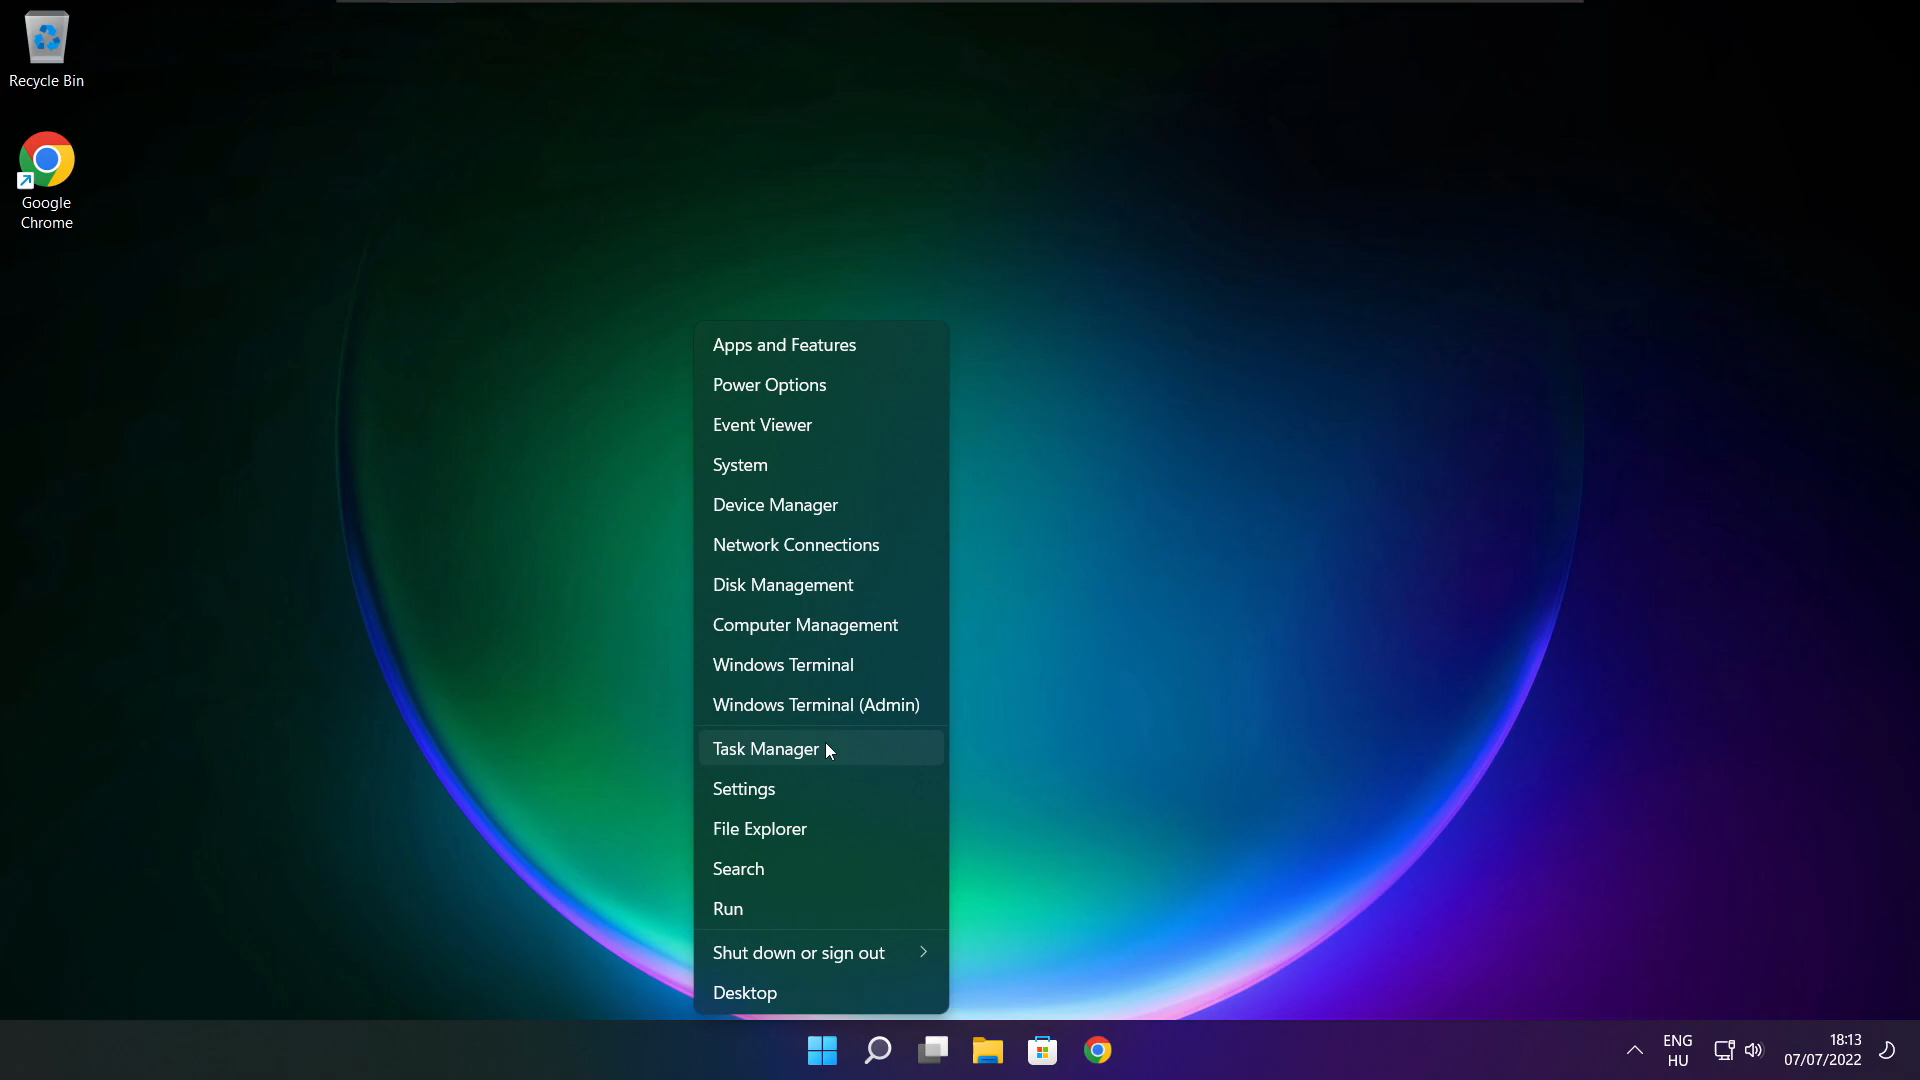 Recycle Bin
Google
Chrome
Apps and Features
Power Options
Event Viewer
System
Device Manager
Network Connections
Disk Management
Computer Management
Windows Terminal
Windows Terminal (Admin)
Task Manager
Settings
File Explorer
Search
Run
Shut down or sign out
Desktop
ENG
HU
18:13
07/07/2022